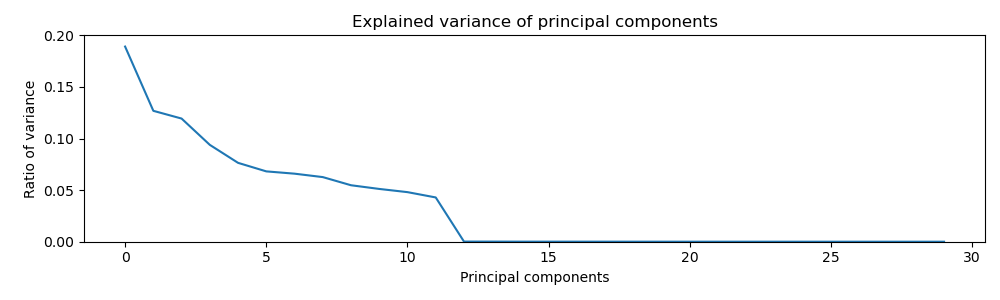 Explained variance of principal components
Ratio of variance
0.20
0.15
0.10
0.05
0.00
0 5 10 15 20 25 30
Principal components